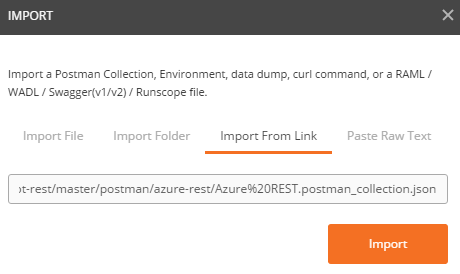 IMPORT
Import a Postman Collection, Environment, data dump, curl command, or a RAML /
WADL / Swagger(v1/v2) / Runscope file.
Import File Import Folder Import From Link Paste Raw Text
ot-rest/master/postman/azure-rest/Azure%20REST.postman_collection.json
Import